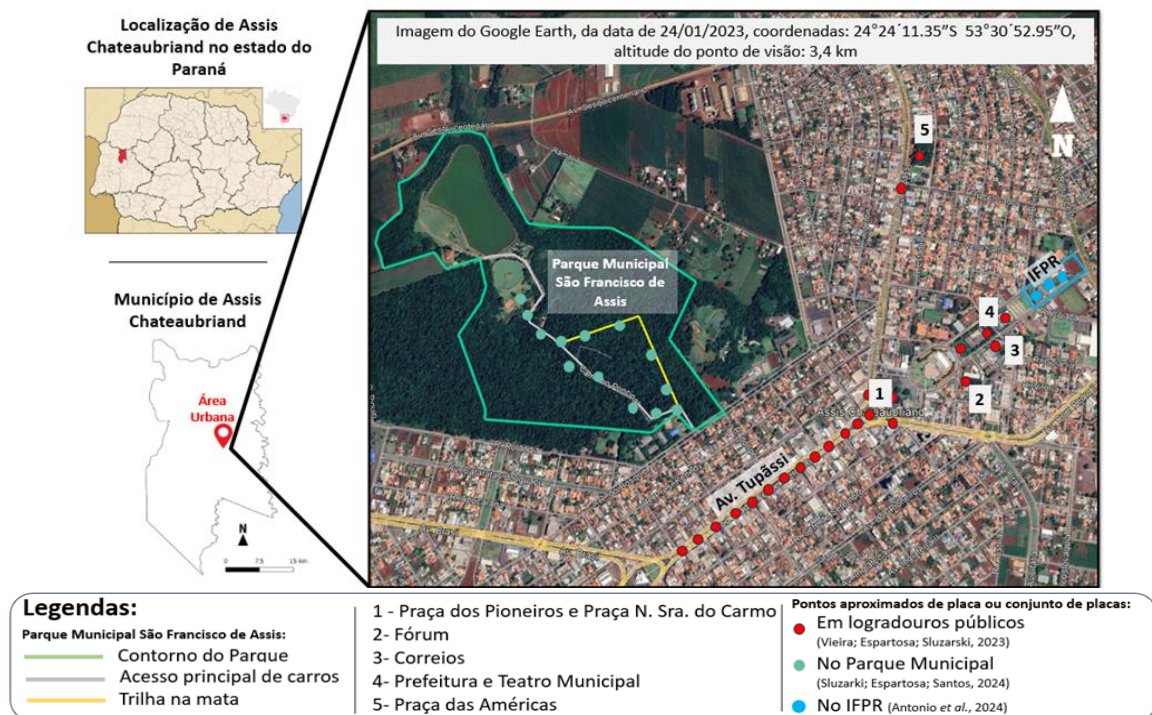 Localização de Assis
Chateaubriand no estado do
Paraná
Município de Assis
Chateaubriand
Área
Urbana
N
0 7.5 15 km
Imagem do Google Earth, da data de 24/01/2023, coordenadas: 24°24´11.35”S 53°30´52.95”O,
altitude do ponto de visão: 3,4 km
N
Parque Municipal
São Francisco de
Assis
5
IFPR
4
3
2
1
Assis Chateaubriand
Av. Tupãssi
Av. Brasil
Av. Brasil
Legendas:
Parque Municipal São Francisco de Assis:
Contorno do Parque
Acesso principal de carros
Trilha na mata
1 - Praça dos Pioneiros e Praça N. Sra. do Carmo
2- Fórum
3- Correios
4- Prefeitura e Teatro Municipal
5- Praça das Américas
Pontos aproximados de placa ou conjunto de placas:
Em logradouros públicos
(Vieira; Espartosa; Sluzarski, 2023)
No Parque Municipal
(Sluzarki; Espartosa; Santos, 2024)
No IFPR (Antonio et al., 2024)